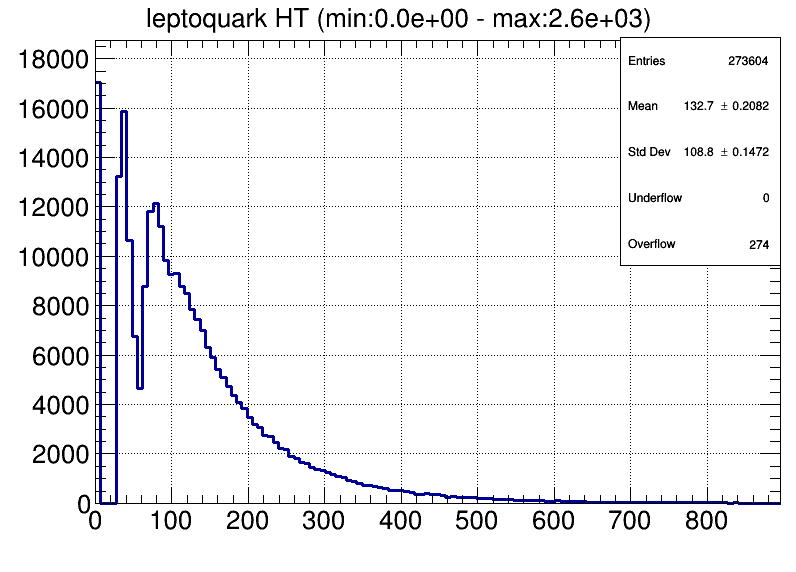 leptoquark HT (min:0.0e+00 - max:2.6e+03)
Entries 273604
Mean 132.7 ± 0.2082
Std Dev 108.8 ± 0.1472
Underflow 0
Overflow 274
18000
16000
14000
12000
10000
8000
6000
4000
2000
0
0 100 200 300 400 500 600 700 800